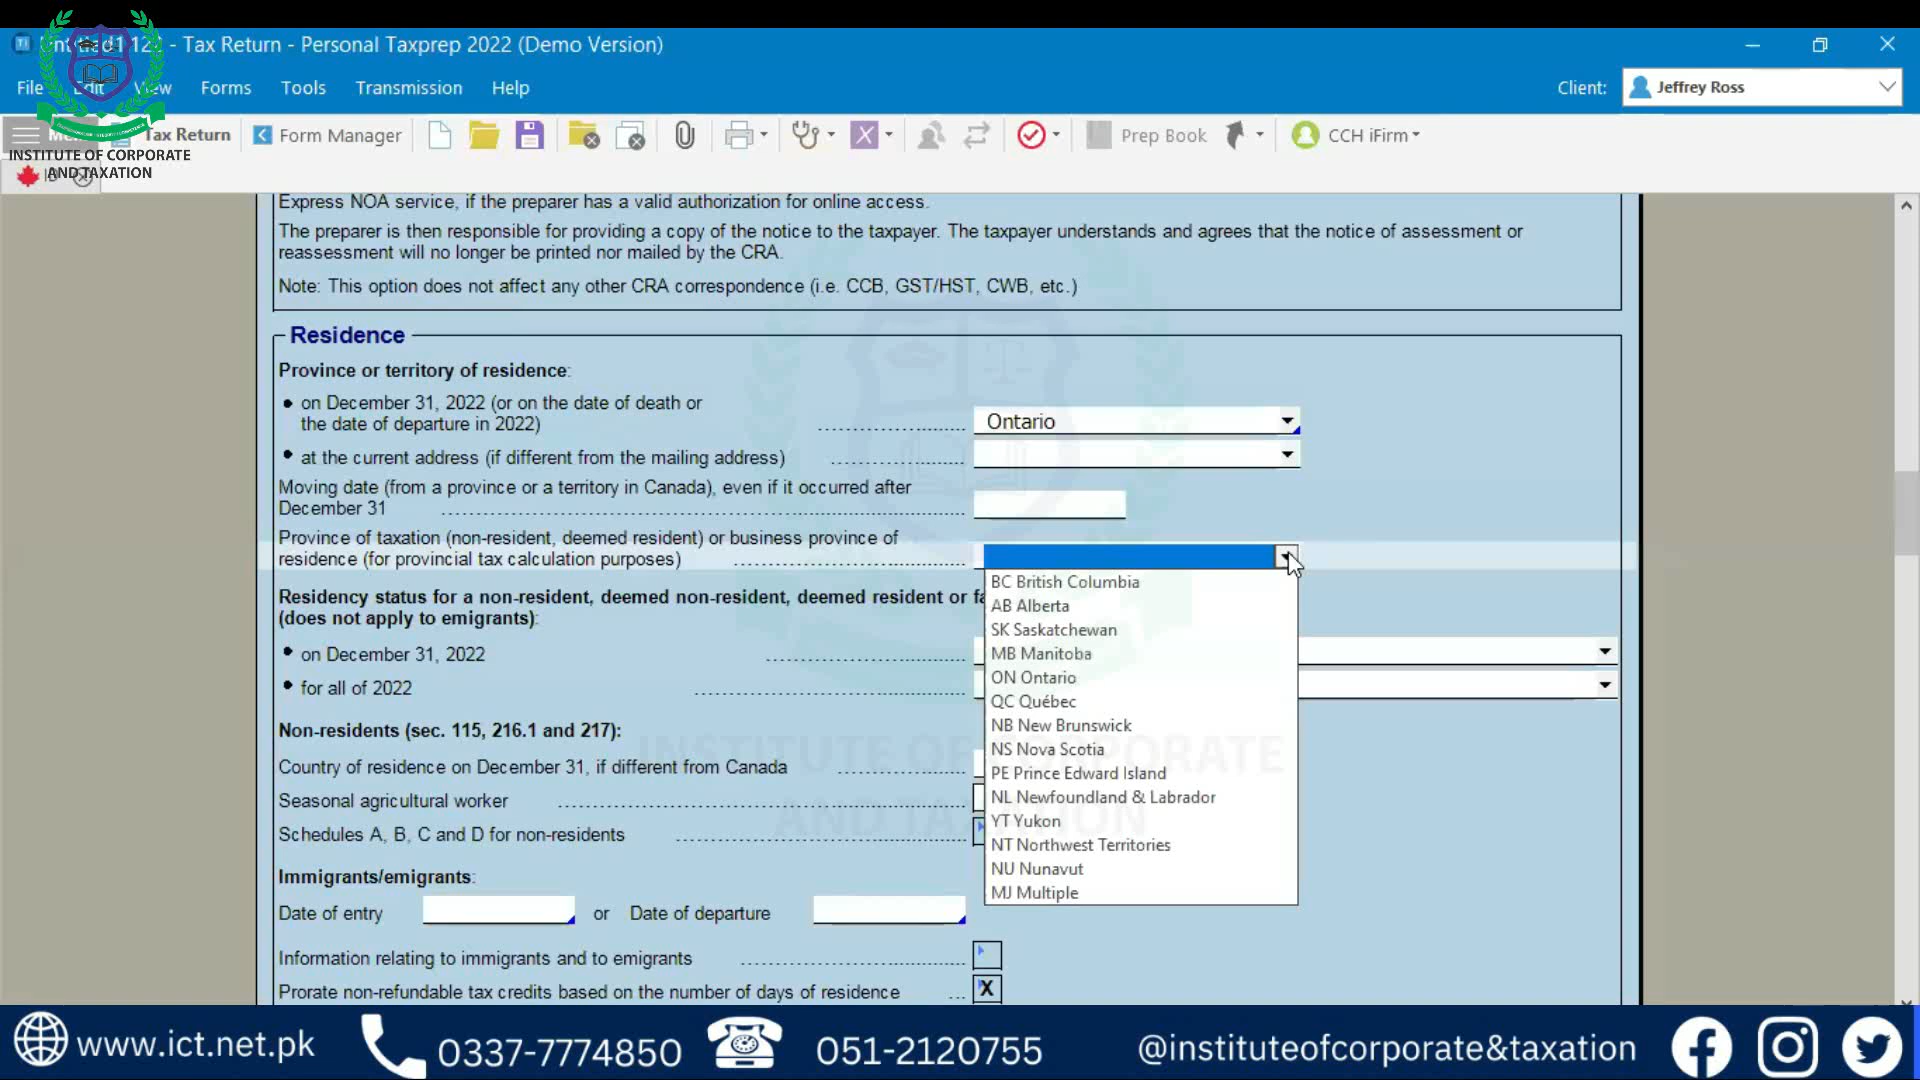 Untitled1 122 - Tax Return - Personal Taxprep 2022 (Demo Version)
File Edit View Forms Tools Transmission Help
Client: Jeffrey Ross
Tax Return Form Manager Prep Book CCH iFirm
INSTITUTE OF CORPORATE
AND TAXATION
Express NOA service, if the preparer has a valid authorization for online access.
The preparer is then responsible for providing a copy of the notice to the taxpayer. The taxpayer understands and agrees that the notice of assessment or
reassessment will no longer be printed nor mailed by the CRA.
Note: This option does not affect any other CRA correspondence (i.e. CCB, GST/HST, CWB, etc.)
Residence
Province or territory of residence:
• on December 31, 2022 (or on the date of death or
the date of departure in 2022) Ontario
• at the current address (if different from the mailing address)
Moving date (from a province or a territory in Canada), even if it occurred after
December 31
Province of taxation (non-resident, deemed resident) or business province of
residence (for provincial tax calculation purposes)
BC British Columbia
AB Alberta
SK Saskatchewan
MB Manitoba
ON Ontario
QC Québec
NB New Brunswick
NS Nova Scotia
PE Prince Edward Island
NL Newfoundland & Labrador
YT Yukon
NT Northwest Territories
NU Nunavut
MJ Multiple
Residency status for a non-resident, deemed non-resident, deemed resident or
(does not apply to emigrants):
• on December 31, 2022
• for all of 2022
Non-residents (sec. 115, 216.1 and 217):
Country of residence on December 31, if different from Canada
Seasonal agricultural worker
Schedules A, B, C and D for non-residents
Immigrants/emigrants:
Date of entry or Date of departure
Information relating to immigrants and to emigrants
Prorate non-refundable tax credits based on the number of days of residence ... X
INSTITUTE OF CORPORATE
AND TAXATION
www.ict.net.pk 0337-7774850 051-2120755 @instituteofcorporate&taxation